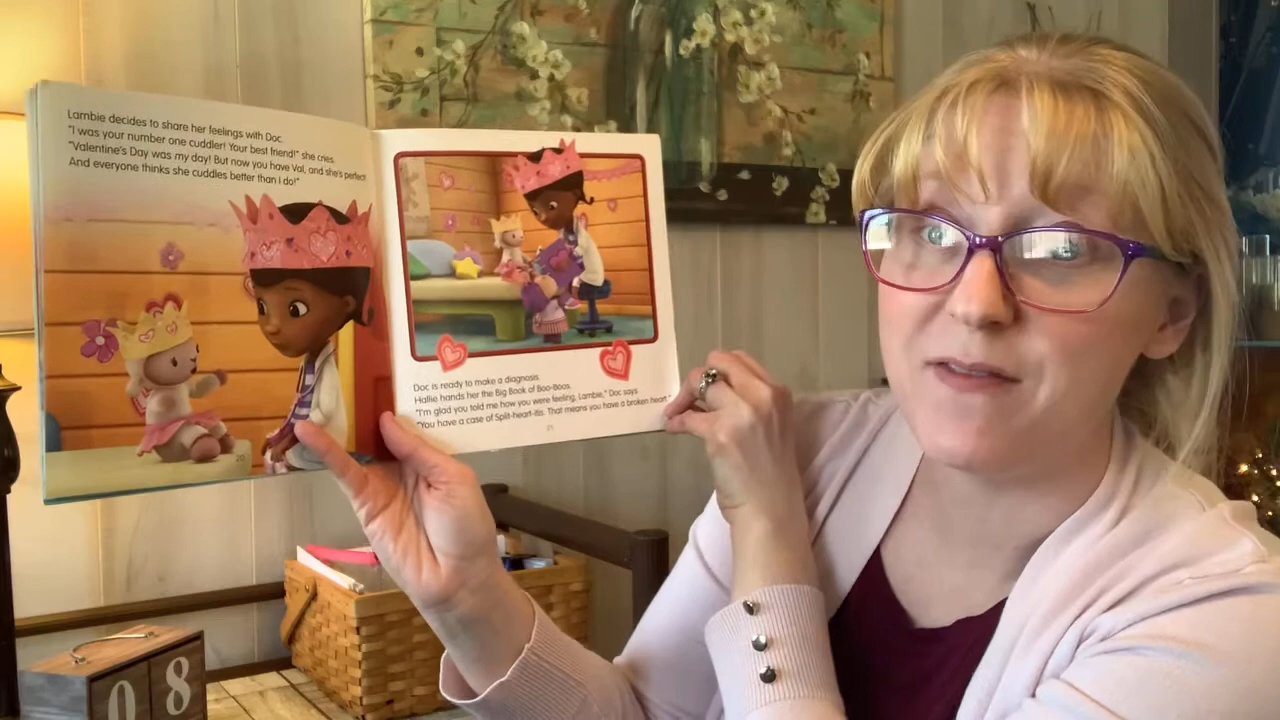 Lambie decides to share her feelings with Doc.
"I was your number one cuddler! Your best friend!" she cries.
"Valentine's Day was my day! But now you have Val, and she's perfect!
And everyone thinks she cuddles better than I do!"
20
Doc is ready to make a diagnosis.
Hallie hands her the Big Book of Boo-Boos.
"I'm glad you told me how you were feeling, Lambie," Doc says.
"You have a case of Split-heart-itis. That means you have a broken heart."
21
08